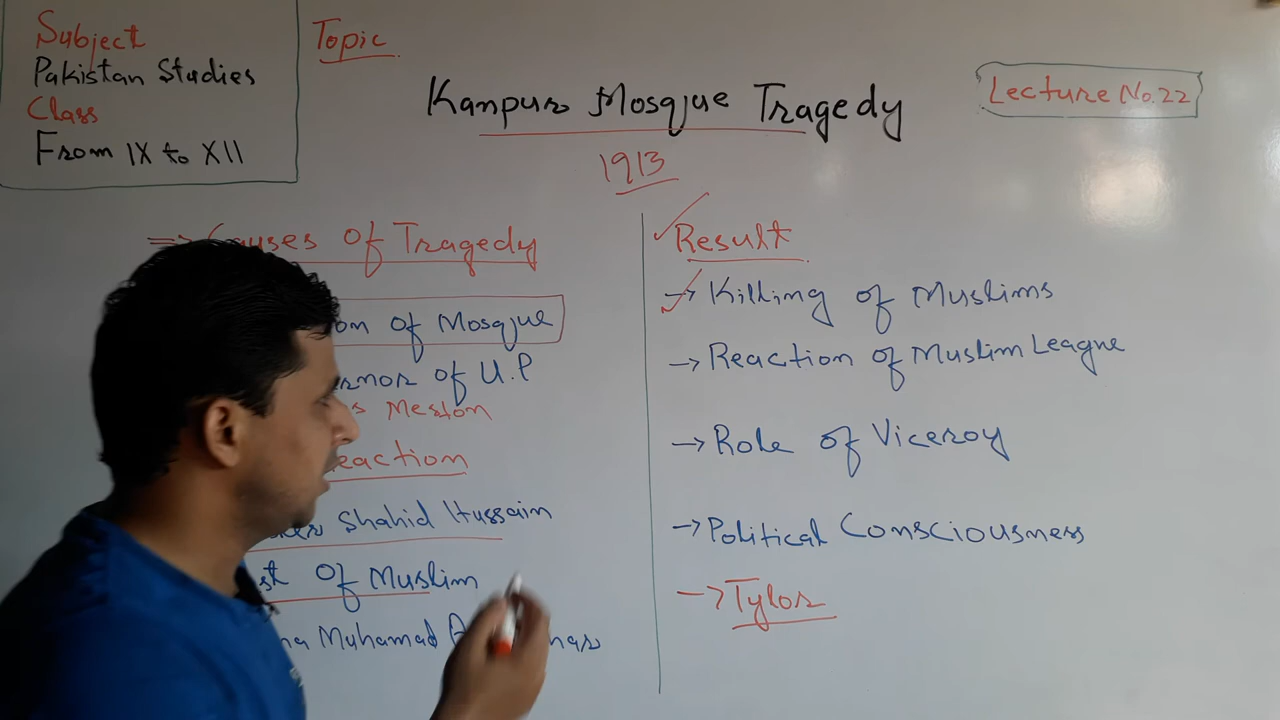 Subject
Pakistan Studies
Class
From IX to XII
Topic
Kanpur Mosque Tragedy
1913
Lecture No.22
=> Causes of Tragedy
of Mosque
of U.P
Meston
Shahid Hussain
Of Muslim
Muhamad
Result
→ Killing of Muslims
→ Reaction of Muslim League
→ Role of Viceroy
→ Political Consciousness
→ Tylor